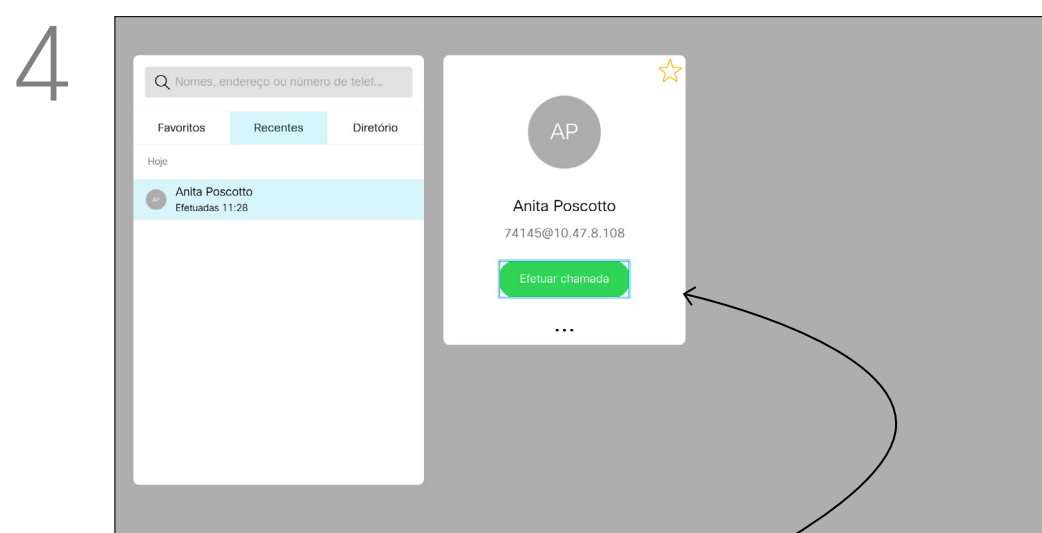 4
Nomes, endereço ou número de telef...
Favoritos Recentes Diretório
Hoje
AP
Anita Poscotto
Efetuadas 11:28
AP
Anita Poscotto
74145@10.47.8.108
Efetuar chamada
...